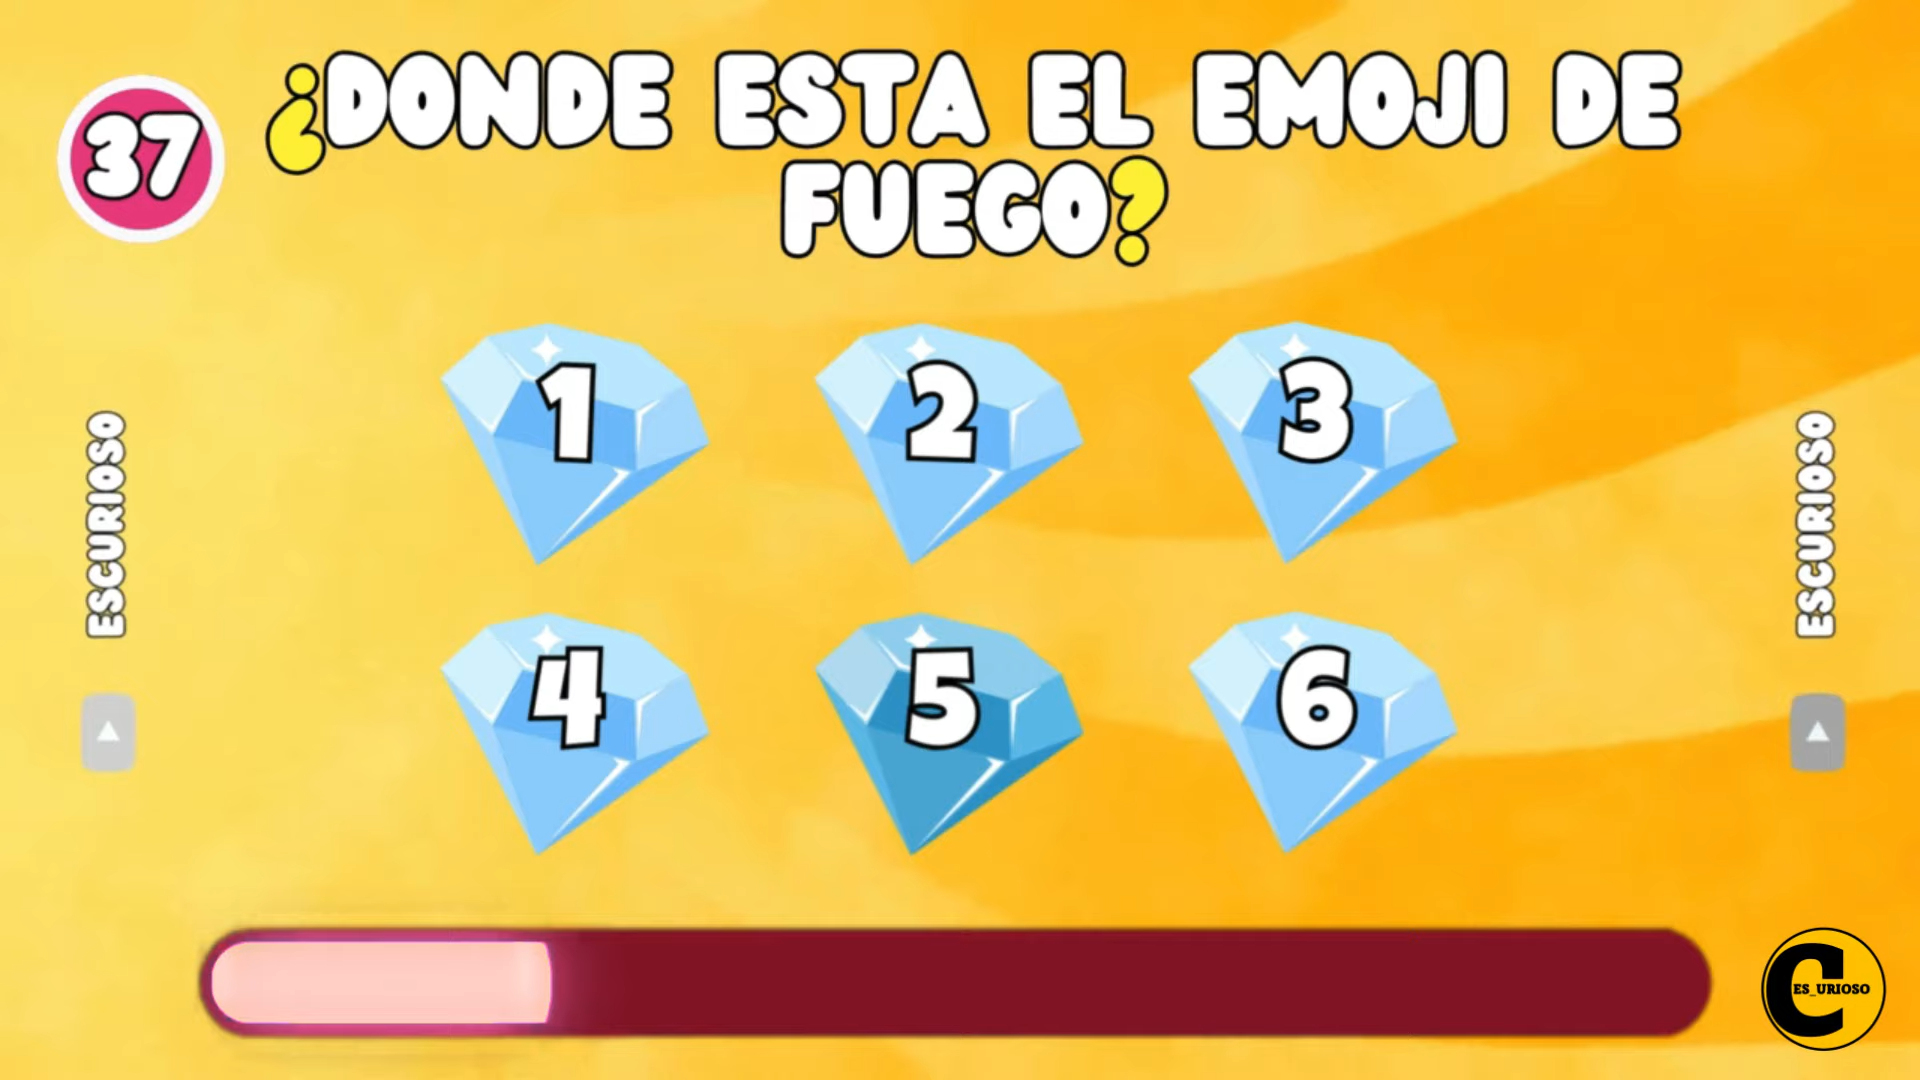 37
¿DONDE ESTA EL EMOJI DE
FUEGO?
1
2
3
ESCURIOSO
ESCURIOSO
4
5
6
C
ES_URIOSO